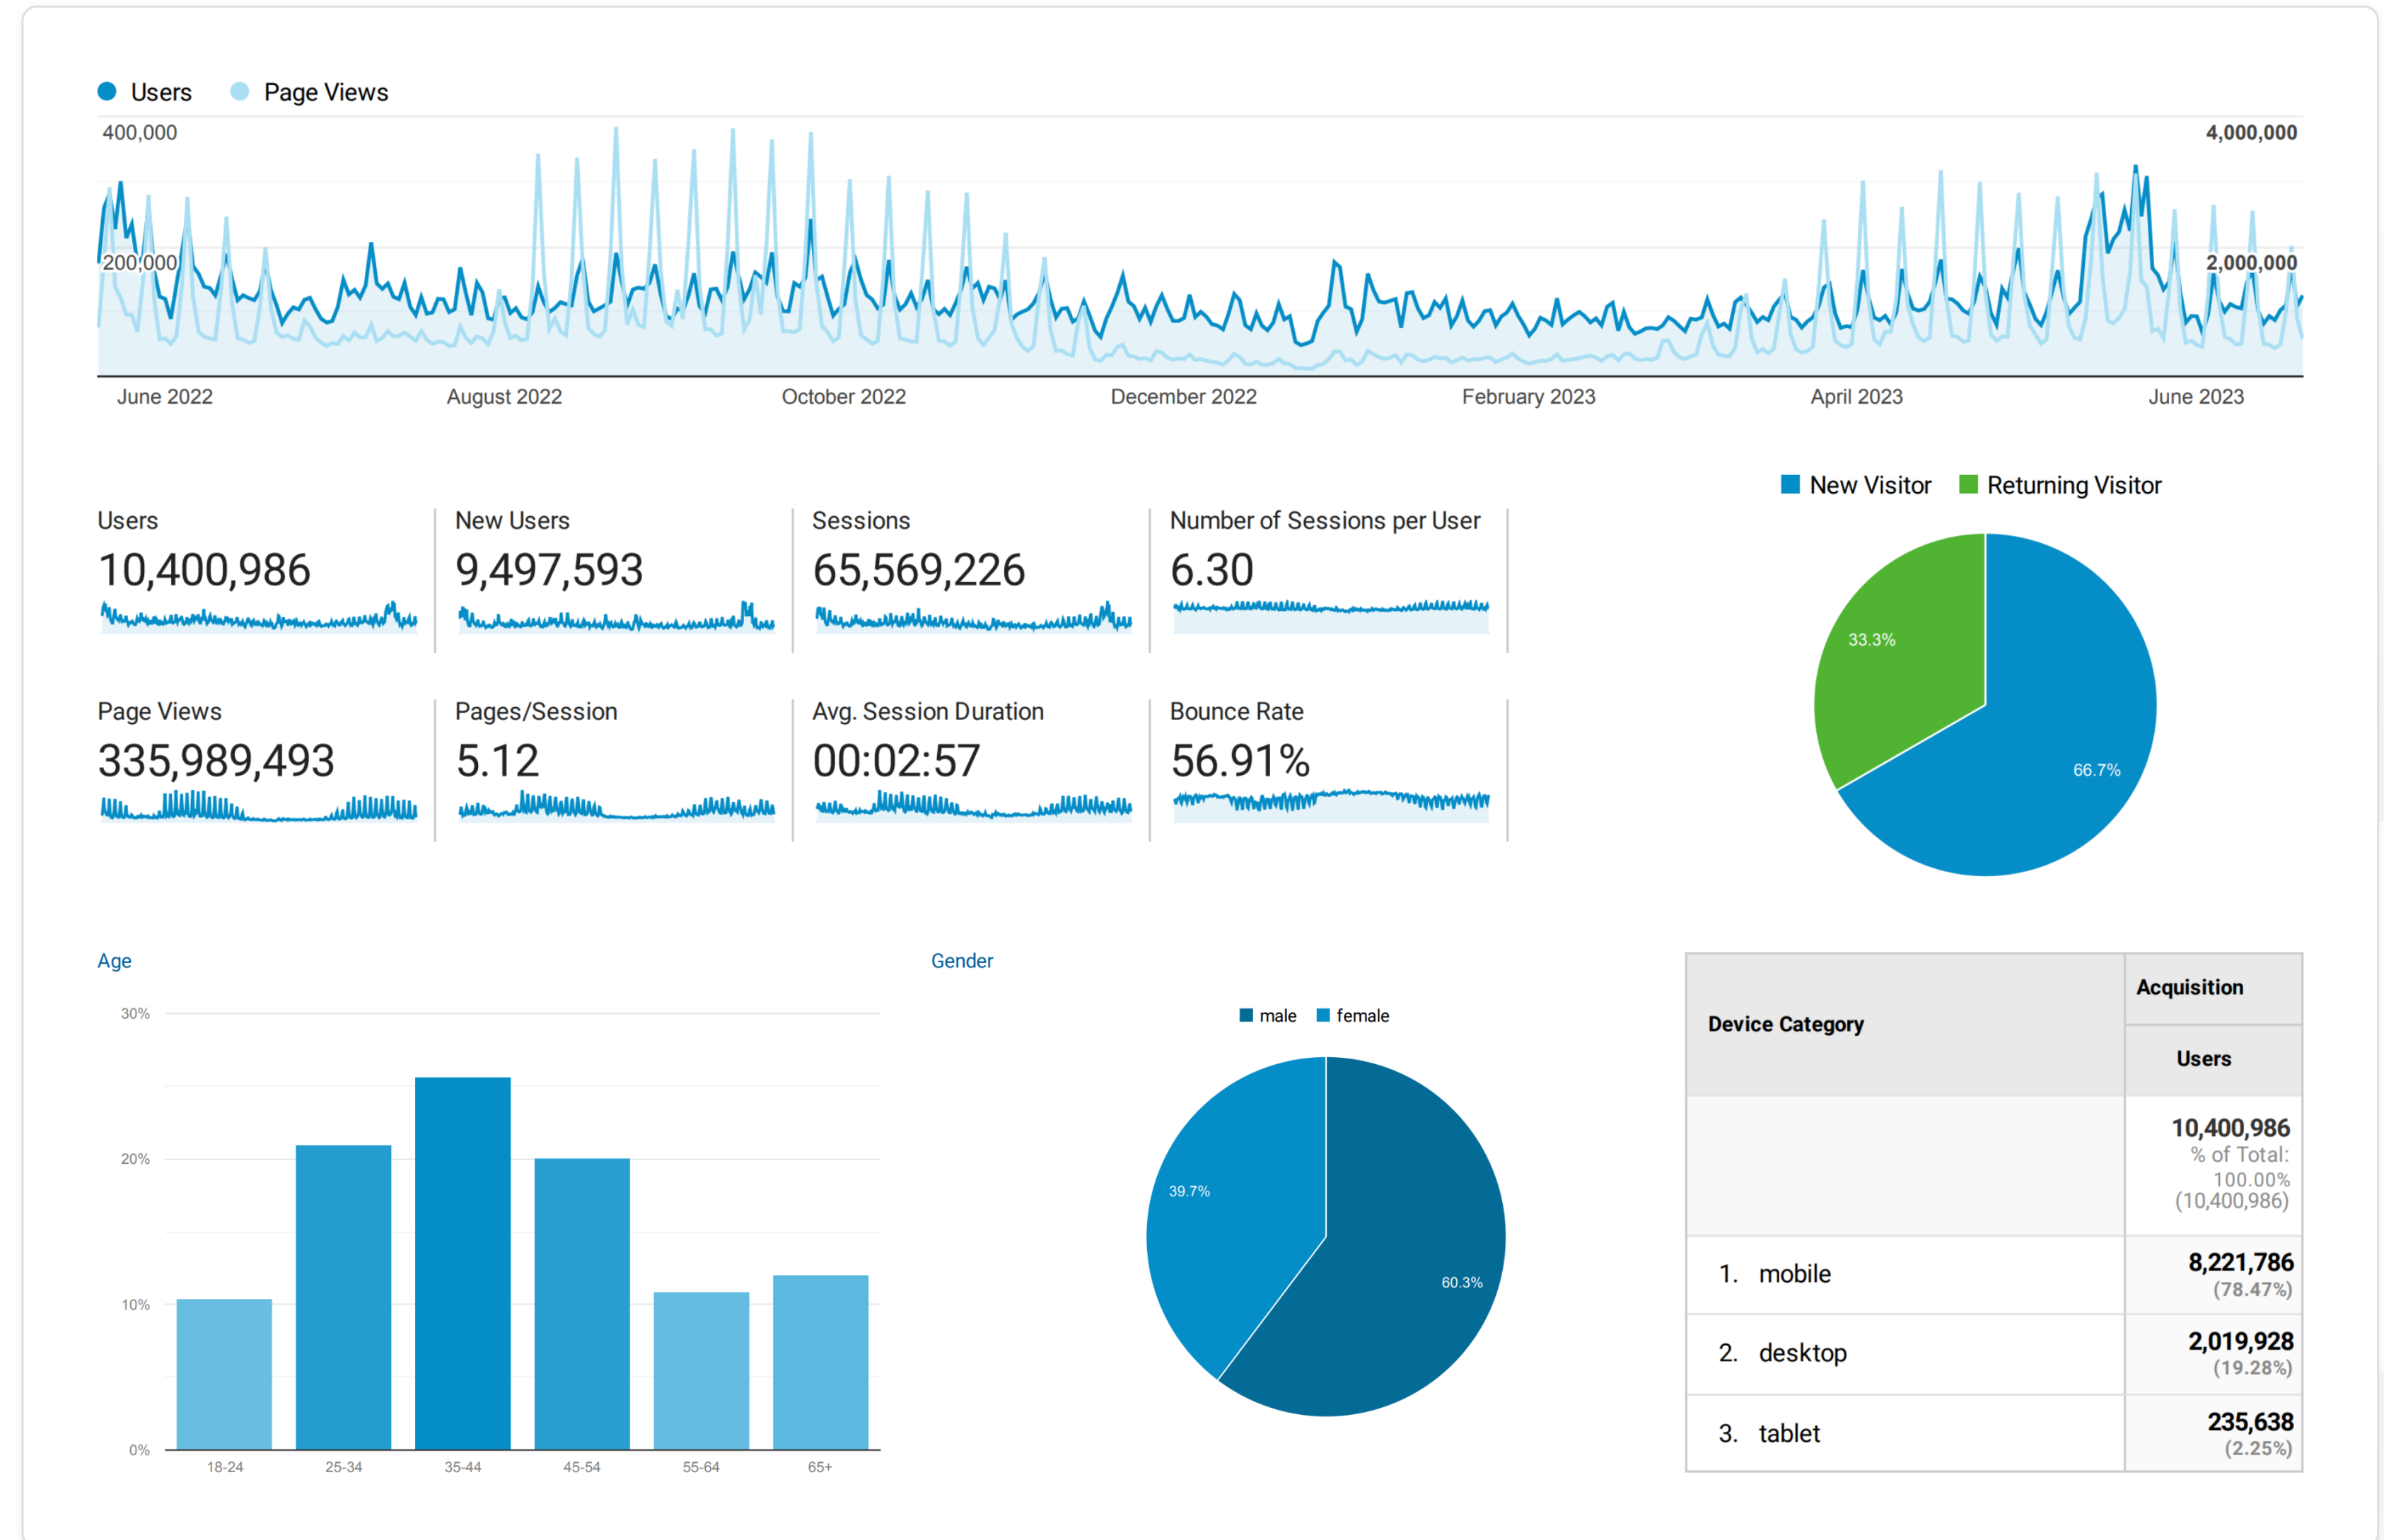 Users Page Views
400,000 4,000,000
200,000 2,000,000
June 2022 August 2022 October 2022 December 2022 February 2023 April 2023 June 2023
New Visitor Returning Visitor
33.3%
66.7%
Users
10,400,986
New Users
9,497,593
Sessions
65,569,226
Number of Sessions per User
6.30
Page Views
335,989,493
Pages/Session
5.12
Avg. Session Duration
00:02:57
Bounce Rate
56.91%
Age
30%
20%
10%
0%
18-24 25-34 35-44 45-54 55-64 65+
Gender
male female
39.7%
60.3%
Device Category
Acquisition
Users
10,400,986
% of Total:
100.00%
(10,400,986)
1. mobile 8,221,786
(78.47%)
2. desktop 2,019,928
(19.28%)
3. tablet 235,638
(2.25%)